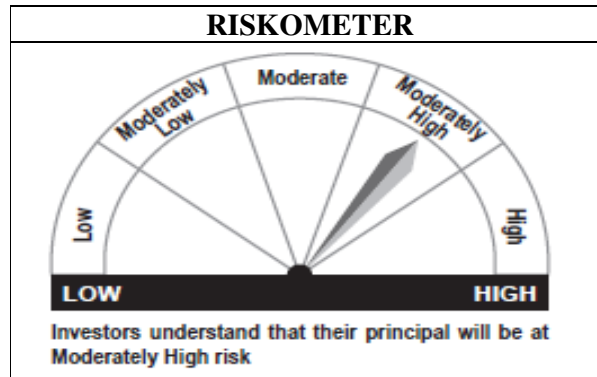 RISKOMETER
Low
Moderately
Low
Moderate
Moderately
High
High
LOW
HIGH
Investors understand that their principal will be at
Moderately High risk